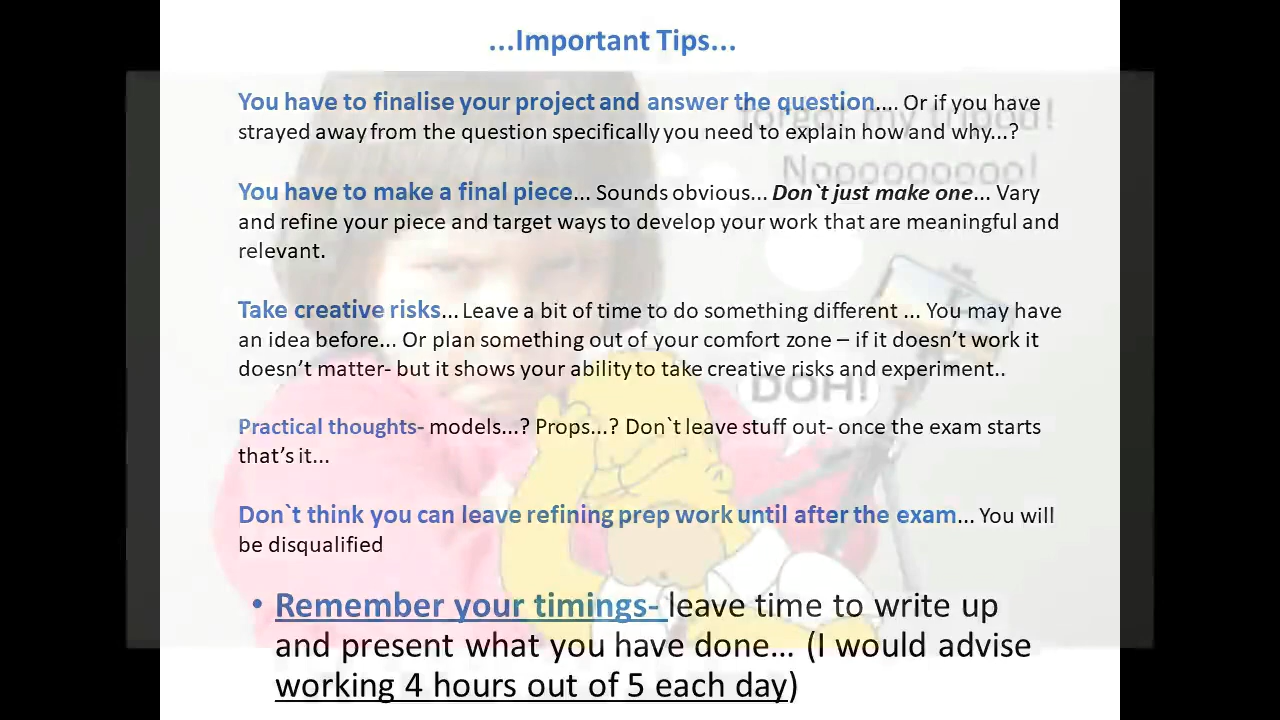 ...Important Tips...
You have to finalise your project and answer the question.... Or if you have
strayed away from the question specifically you need to explain how and why...?
You have to make a final piece... Sounds obvious... Don`t just make one... Vary
and refine your piece and target ways to develop your work that are meaningful and
relevant.
Take creative risks... Leave a bit of time to do something different ... You may have
an idea before... Or plan something out of your comfort zone – if it doesn’t work it
doesn’t matter- but it shows your ability to take creative risks and experiment..
Practical thoughts- models...? Props...? Don`t leave stuff out- once the exam starts
that’s it...
Don`t think you can leave refining prep work until after the exam... You will
be disqualified
• Remember your timings- leave time to write up
and present what you have done... (I would advise
working 4 hours out of 5 each day)
Nooooooooo!
DOH!